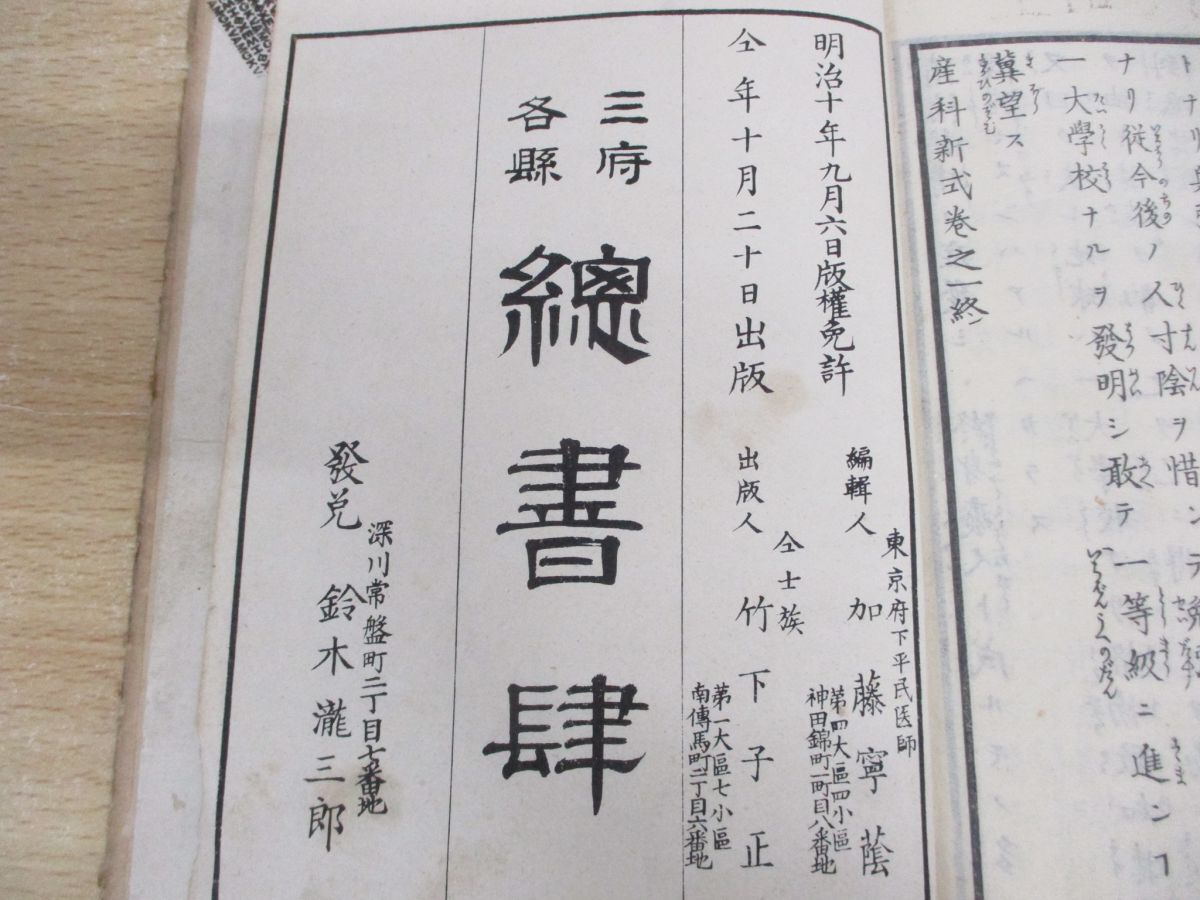 ナリ従今後ノ人寸陰ヲ惜ンテ
一大學校ナルヲ發明シ敢テ一等級ニ進ンコ
冀望ス
産科新式巻之一終
明治十年九月六日版權免許
仝年十月二十日出版
東京府下平民医師
編輯人 加藤寧蔭
第四大區四小區
神田錦町一町目八番地
仝士族
出版人 竹下子正
第一大區七小區
南傳馬町二丁目六番地
三府
各縣
總書肆
深川常盤町二丁目七番地
發兌 鈴木瀧三郎